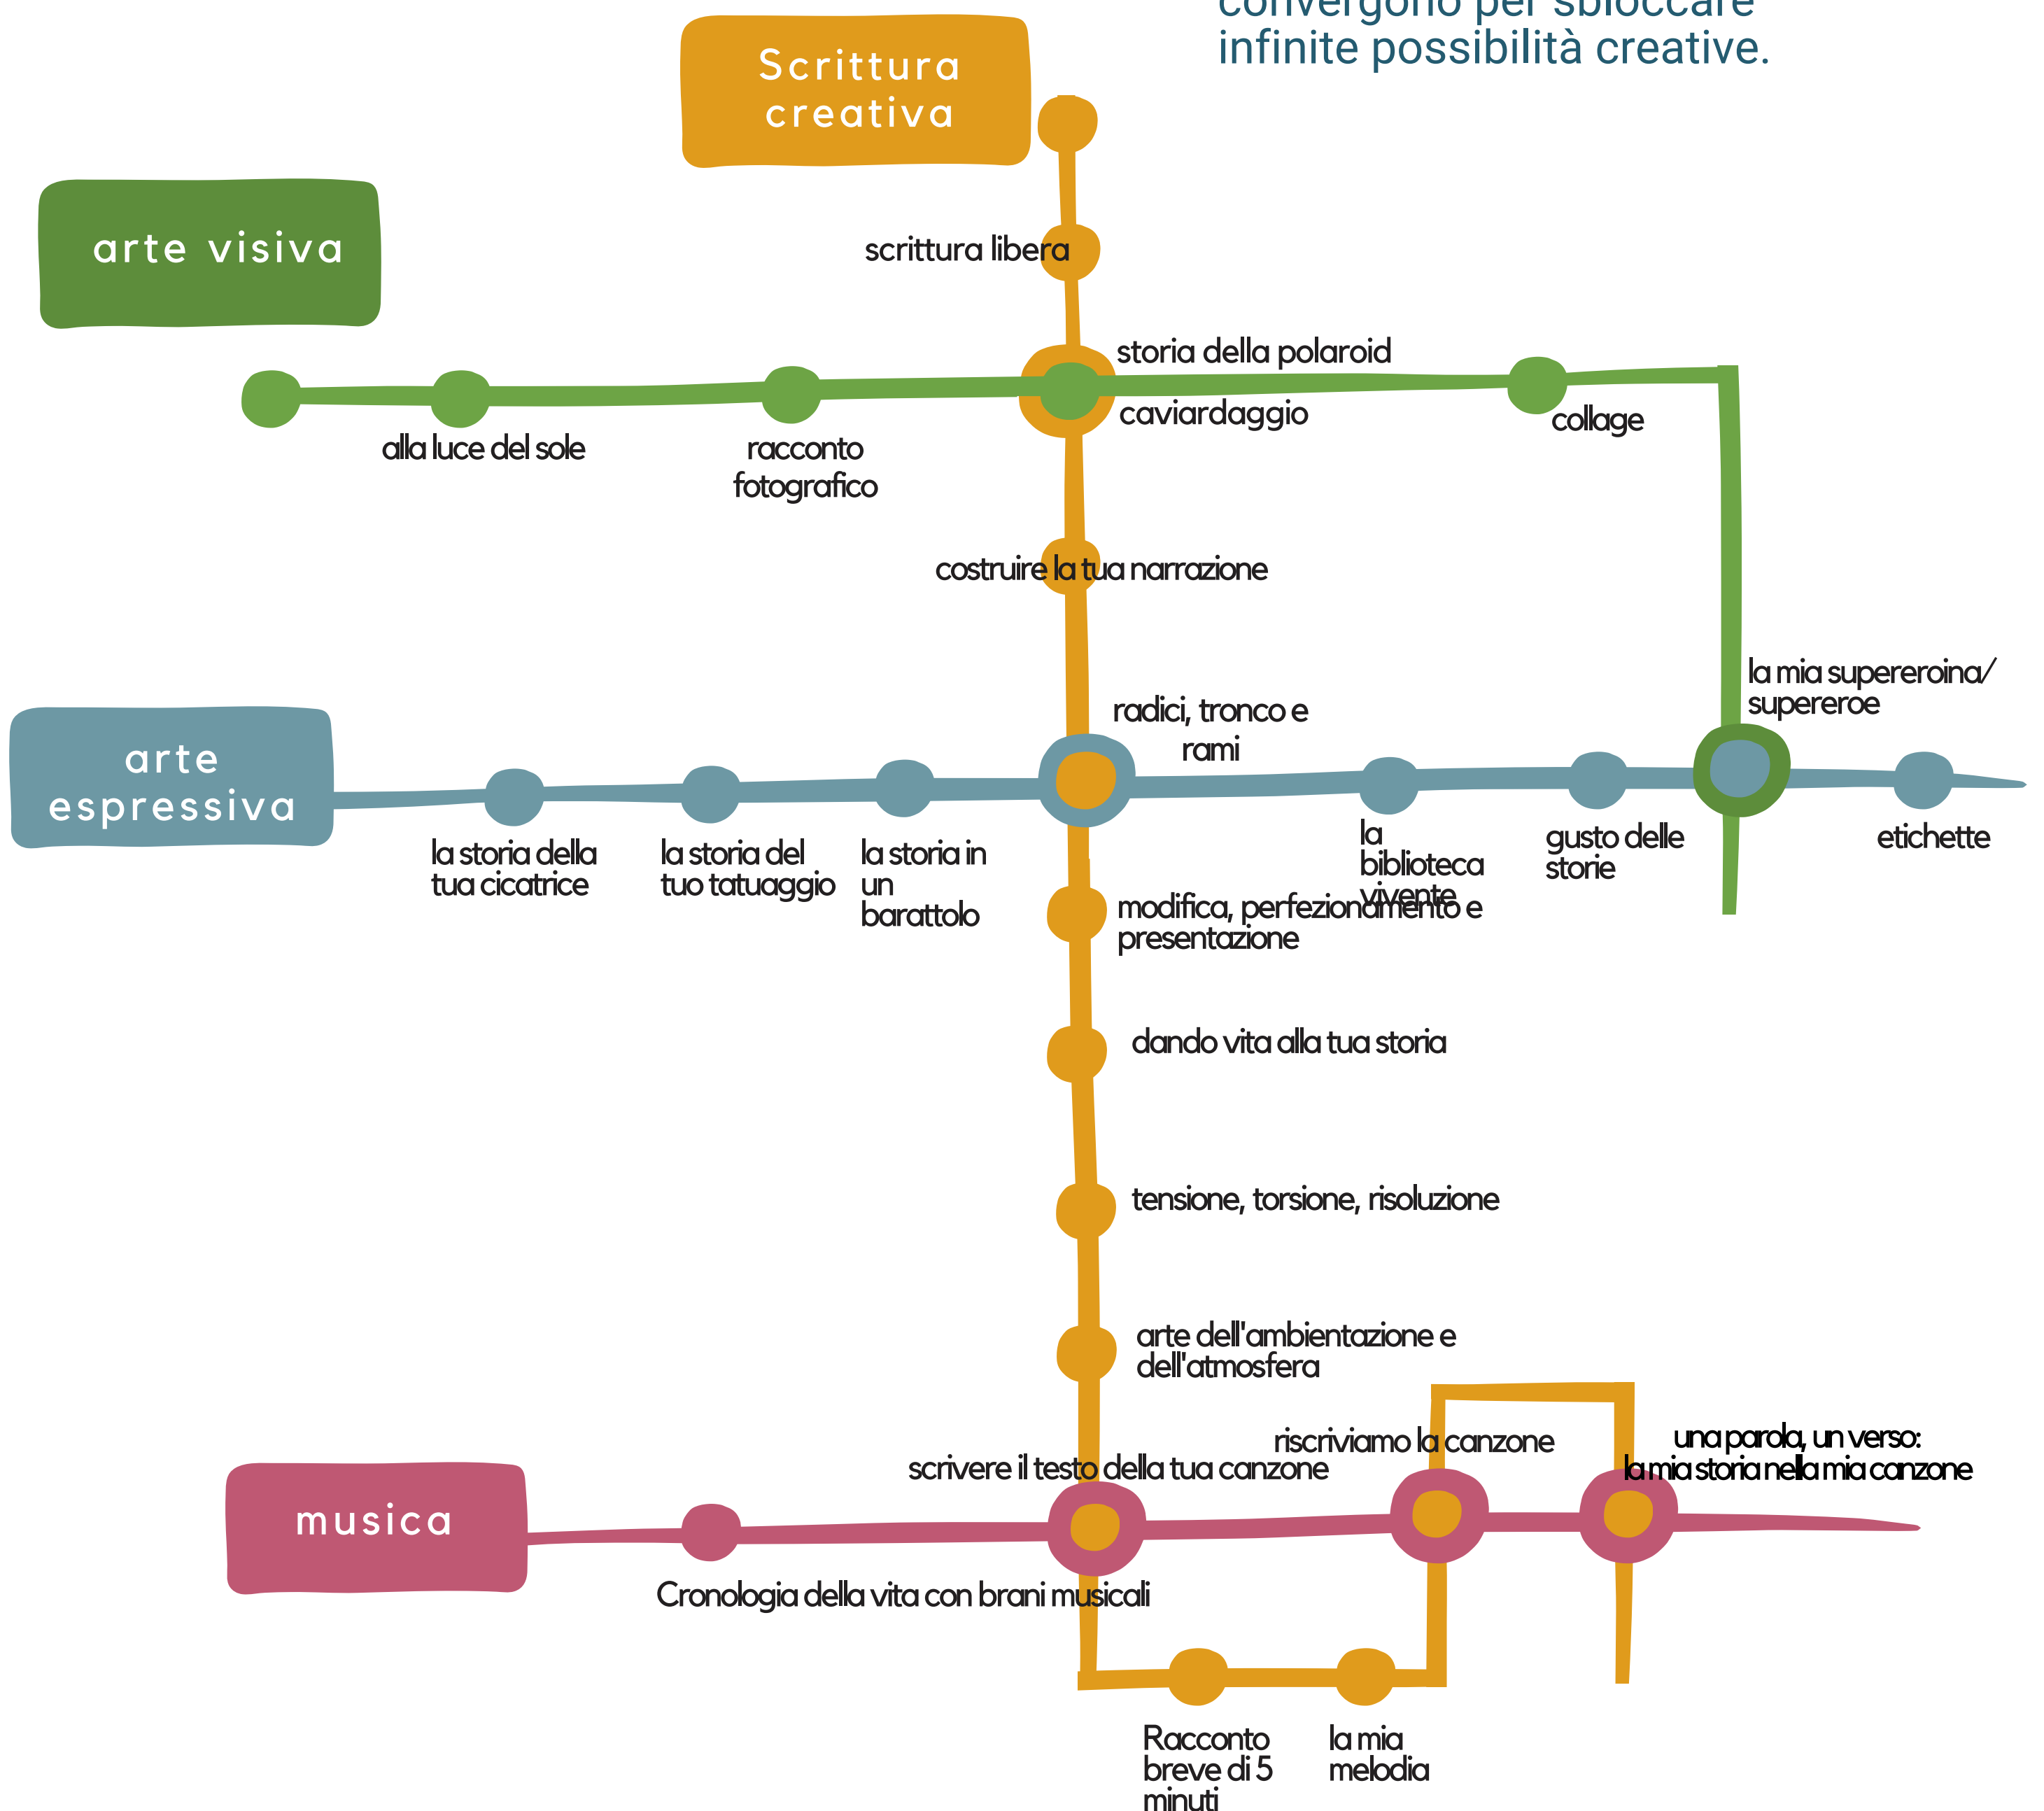 convergono per sbloccare
infinite possibilità creative.
Scrittura
creativa
arte visiva
scrittura libera
storia della polaroid
caviardaggio
collage
alla luce del sole
racconto
fotografico
costruire la tua narrazione
la mia supereroina/
supereroe
radici, tronco e
rami
arte
espressiva
la storia della
tua cicatrice
la storia del
tuo tatuaggio
la storia in
un
barattolo
la
biblioteca
vivente
gusto delle
storie
etichette
modifica, perfezionamento e
presentazione
dando vita alla tua storia
tensione, torsione, risoluzione
arte dell'ambientazione e
dell'atmosfera
riscriviamo la canzone
una parola, un verso:
la mia storia nella mia canzone
scrivere il testo della tua canzone
musica
Cronologia della vita con brani musicali
Racconto
breve di 5
minuti
la mia
melodia